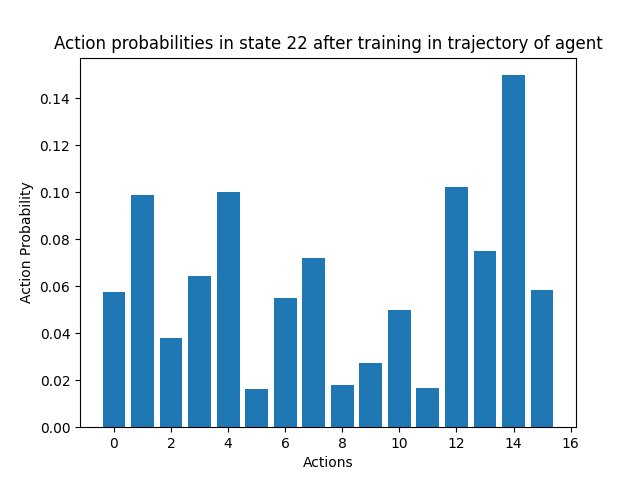 Action probabilities in state 22 after training in trajectory of agent
0.14
0.12
0.10
0.08
0.06
0.04
0.02
0.00
Action Probability
0 2 4 6 8 10 12 14 16
Actions